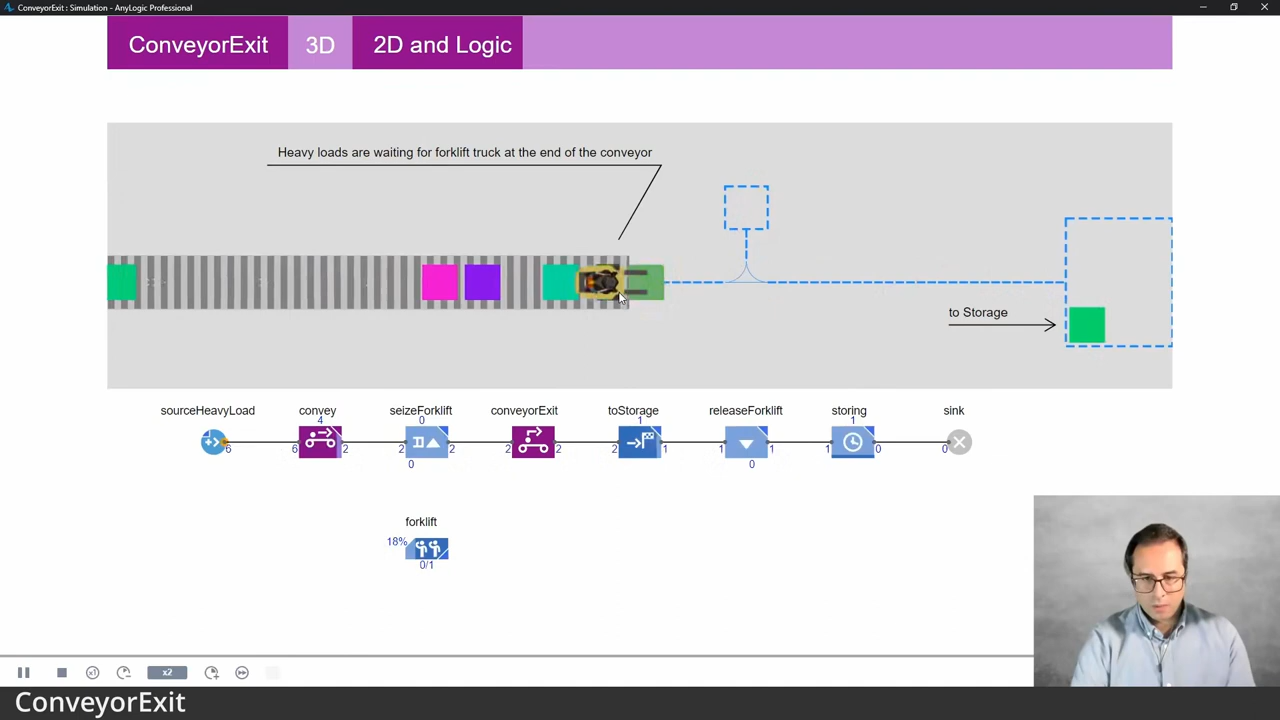 ConveyorExit : Simulation - AnyLogic Professional
ConveyorExit 3D 2D and Logic
Heavy loads are waiting for forklift truck at the end of the conveyor
to Storage
sourceHeavyLoad convey seizeForklift conveyorExit toStorage releaseForklift storing sink
4 0 1 1
6 6 2 2 2 2 2 2 1 1 1 1 0 0
0 0
forklift
18%
0/1
x1 x2
ConveyorExit